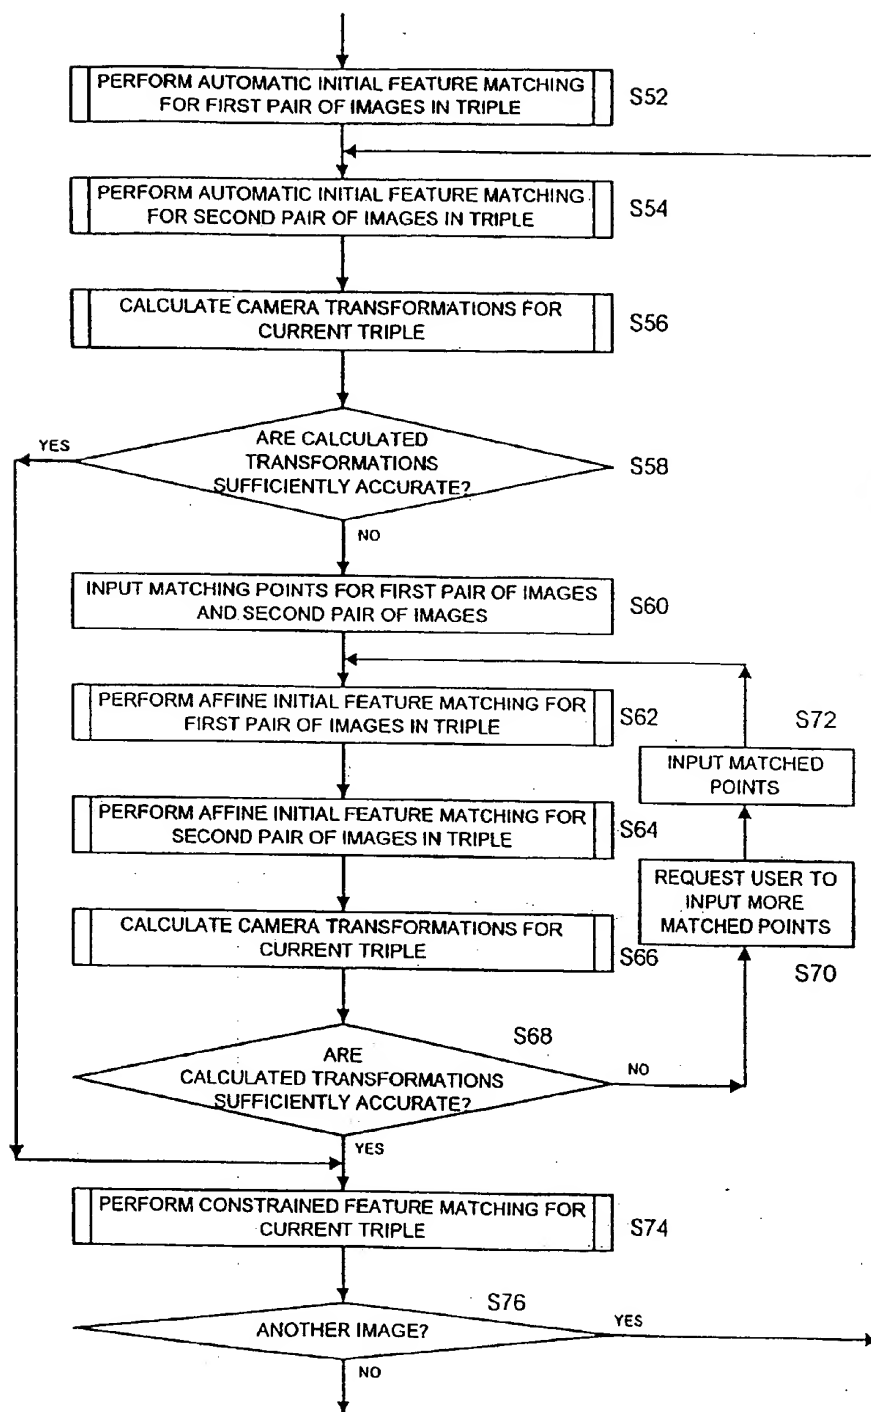 PERFORM AUTOMATIC INITIAL FEATURE MATCHING
FOR FIRST PAIR OF IMAGES IN TRIPLE
S52
PERFORM AUTOMATIC INITIAL FEATURE MATCHING
FOR SECOND PAIR OF IMAGES IN TRIPLE
S54
CALCULATE CAMERA TRANSFORMATIONS FOR
CURRENT TRIPLE
S56
YES
ARE CALCULATED
TRANSFORMATIONS
SUFFICIENTLY ACCURATE?
S58
NO
INPUT MATCHING POINTS FOR FIRST PAIR OF IMAGES
AND SECOND PAIR OF IMAGES
S60
PERFORM AFFINE INITIAL FEATURE MATCHING FOR
FIRST PAIR OF IMAGES IN TRIPLE
S62
S72
INPUT MATCHED
POINTS
PERFORM AFFINE INITIAL FEATURE MATCHING FOR
SECOND PAIR OF IMAGES IN TRIPLE
S64
REQUEST USER TO
INPUT MORE
MATCHED POINTS
S70
CALCULATE CAMERA TRANSFORMATIONS FOR
CURRENT TRIPLE
S66
S68
ARE
CALCULATED TRANSFORMATIONS
SUFFICIENTLY ACCURATE?
NO
YES
PERFORM CONSTRAINED FEATURE MATCHING FOR
CURRENT TRIPLE
S74
S76
ANOTHER IMAGE?
YES
NO